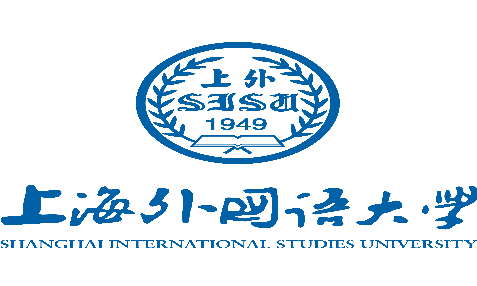 上外
SISU
1949
上海外国语大学
SHANGHAI INTERNATIONAL STUDIES UNIVERSITY